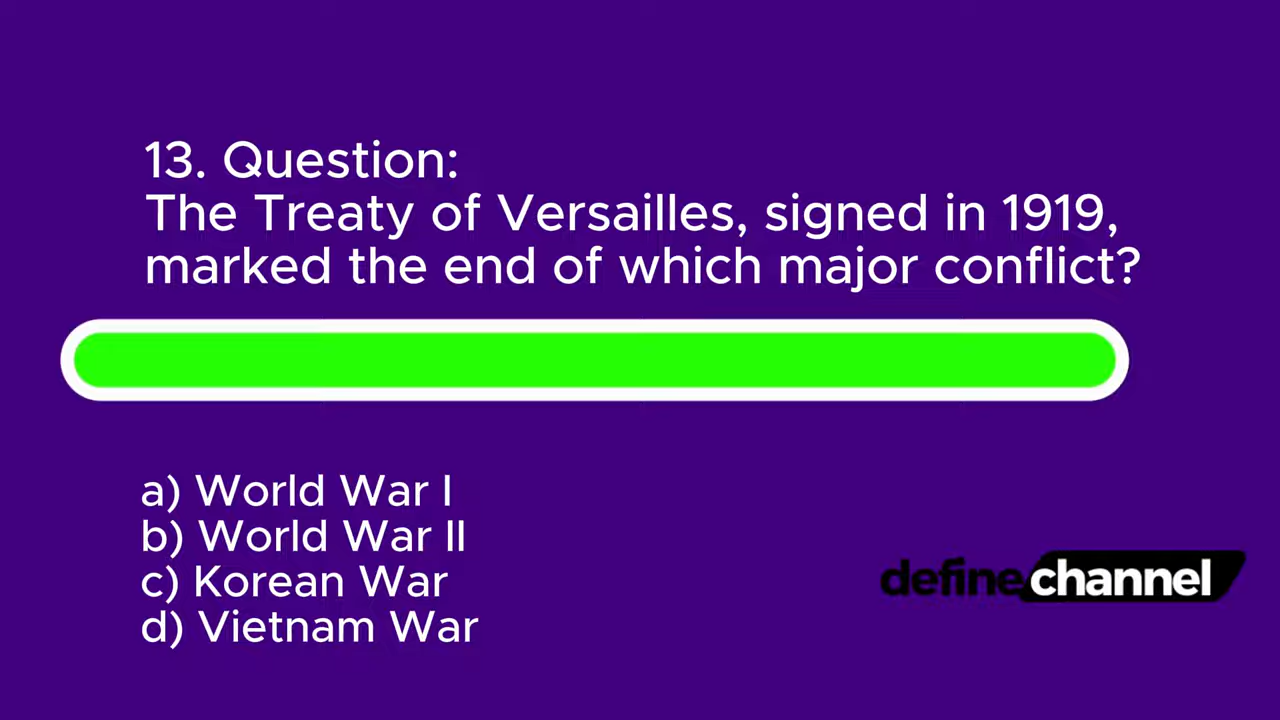 13. Question:
The Treaty of Versailles, signed in 1919,
marked the end of which major conflict?
a) World War I
b) World War II
c) Korean War
d) Vietnam War
definechannel